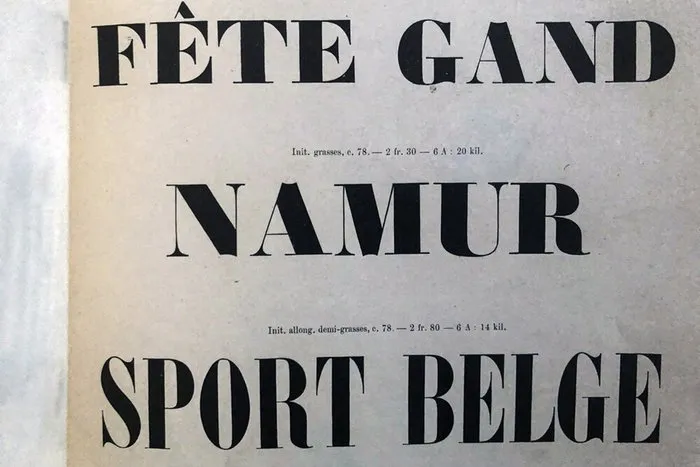 FÊTE GAND
Init. grasses, c. 78. — 2 fr. 30 — 6 A : 20 kil.
NAMUR
Init. allong. demi-grasses, c. 78. — 2 fr. 80 — 6 A : 14 kil.
SPORT BELGE